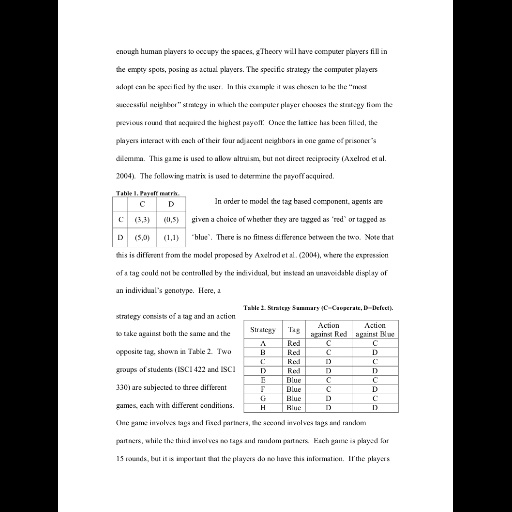 enough human players to occupy the spaces, gTheory will have computer players fill in
the empty spots, posing as actual players. The specific strategy the computer players
adopt can be specified by the user. In this example it was chosen to be the "most
successful neighbor" strategy in which the computer player chooses the strategy from the
previous round that acquired the highest payoff. Once the lattice has been filled, the
players interact with each of their four adjacent neighbors in one game of prisoner's
dilemma. This game is used to allow altruism, but not direct reciprocity (Axelrod et al.
2004). The following matrix is used to determine the payoff acquired.
Table 1. Payoff matrix.
C D
C (3,3) (0,5)
D (5,0) (1,1)
In order to model the tag based component, agents are
given a choice of whether they are tagged as 'red' or tagged as
'blue'. There is no fitness difference between the two. Note that
this is different from the model proposed by Axelrod et al. (2004), where the expression
of a tag could not be controlled by the individual, but instead an unavoidable display of
an individual's genotype. Here, a
strategy consists of a tag and an action
to take against both the same and the
opposite tag, shown in Table 2. Two
groups of students (ISCI 422 and ISCI
330) are subjected to three different
games, each with different conditions.
Table 2. Strategy Summary (C=Cooperate, D=Defect).
Strategy Tag Action against Red Action against Blue
A Red C C
B Red C D
C Red D C
D Red D D
E Blue C C
F Blue C D
G Blue D C
H Blue D D
One game involves tags and fixed partners, the second involves tags and random
partners, while the third involves no tags and random partners. Each game is played for
15 rounds, but it is important that the players do no have this information. If the players